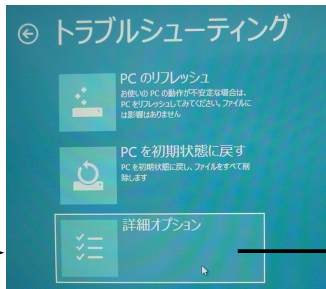 トラブルシューティング
PC のリフレッシュ
お使いの PC の動作が不安定な場合は、
PC をリフレッシュしてみてください。ファイルに
は影響はありません
PC を初期状態に戻す
PC を初期状態に戻し、ファイルをすべて削
除します
詳細オプション